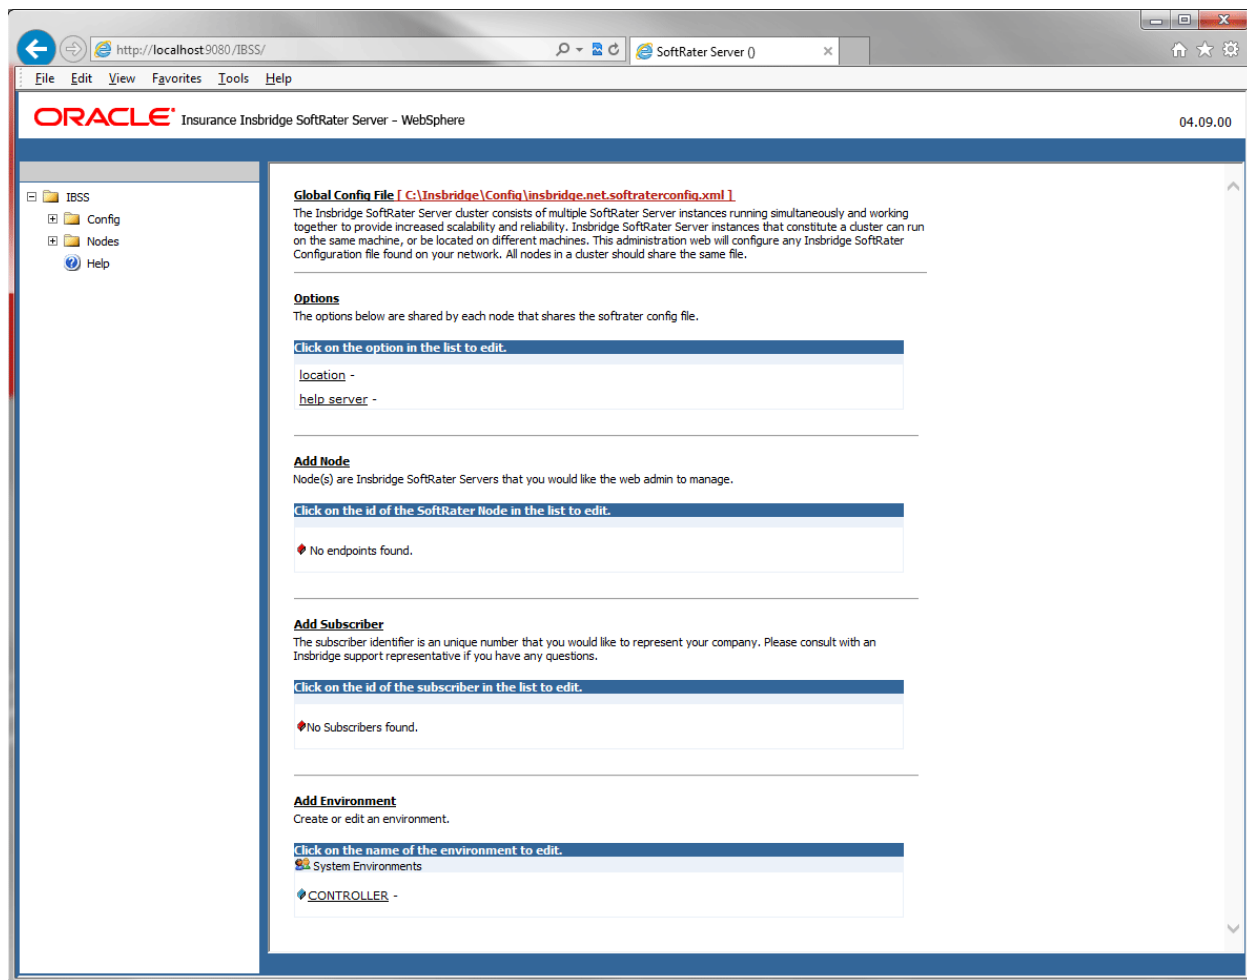 http://localhost:9080/IBSS/
SoftRater Server ()
File Edit View Favorites Tools Help
ORACLE Insurance Insbridge SoftRater Server - WebSphere
04.09.00
IBSS
Config
Nodes
Help
Global Config File [ C:\Insbridge\Config\insbridge.net.softraterconfig.xml ]
The Insbridge SoftRater Server cluster consists of multiple SoftRater Server instances running simultaneously and working
together to provide increased scalability and reliability. Insbridge SoftRater Server instances that constitute a cluster can run
on the same machine, or be located on different machines. This administration web will configure any Insbridge SoftRater
Configuration file found on your network. All nodes in a cluster should share the same file.
Options
The options below are shared by each node that shares the softrater config file.
Click on the option in the list to edit.
location -
help server -
Add Node
Node(s) are Insbridge SoftRater Servers that you would like the web admin to manage.
Click on the id of the SoftRater Node in the list to edit.
No endpoints found.
Add Subscriber
The subscriber identifier is an unique number that you would like to represent your company. Please consult with an
Insbridge support representative if you have any questions.
Click on the id of the subscriber in the list to edit.
No Subscribers found.
Add Environment
Create or edit an environment.
Click on the name of the environment to edit.
System Environments
CONTROLLER -